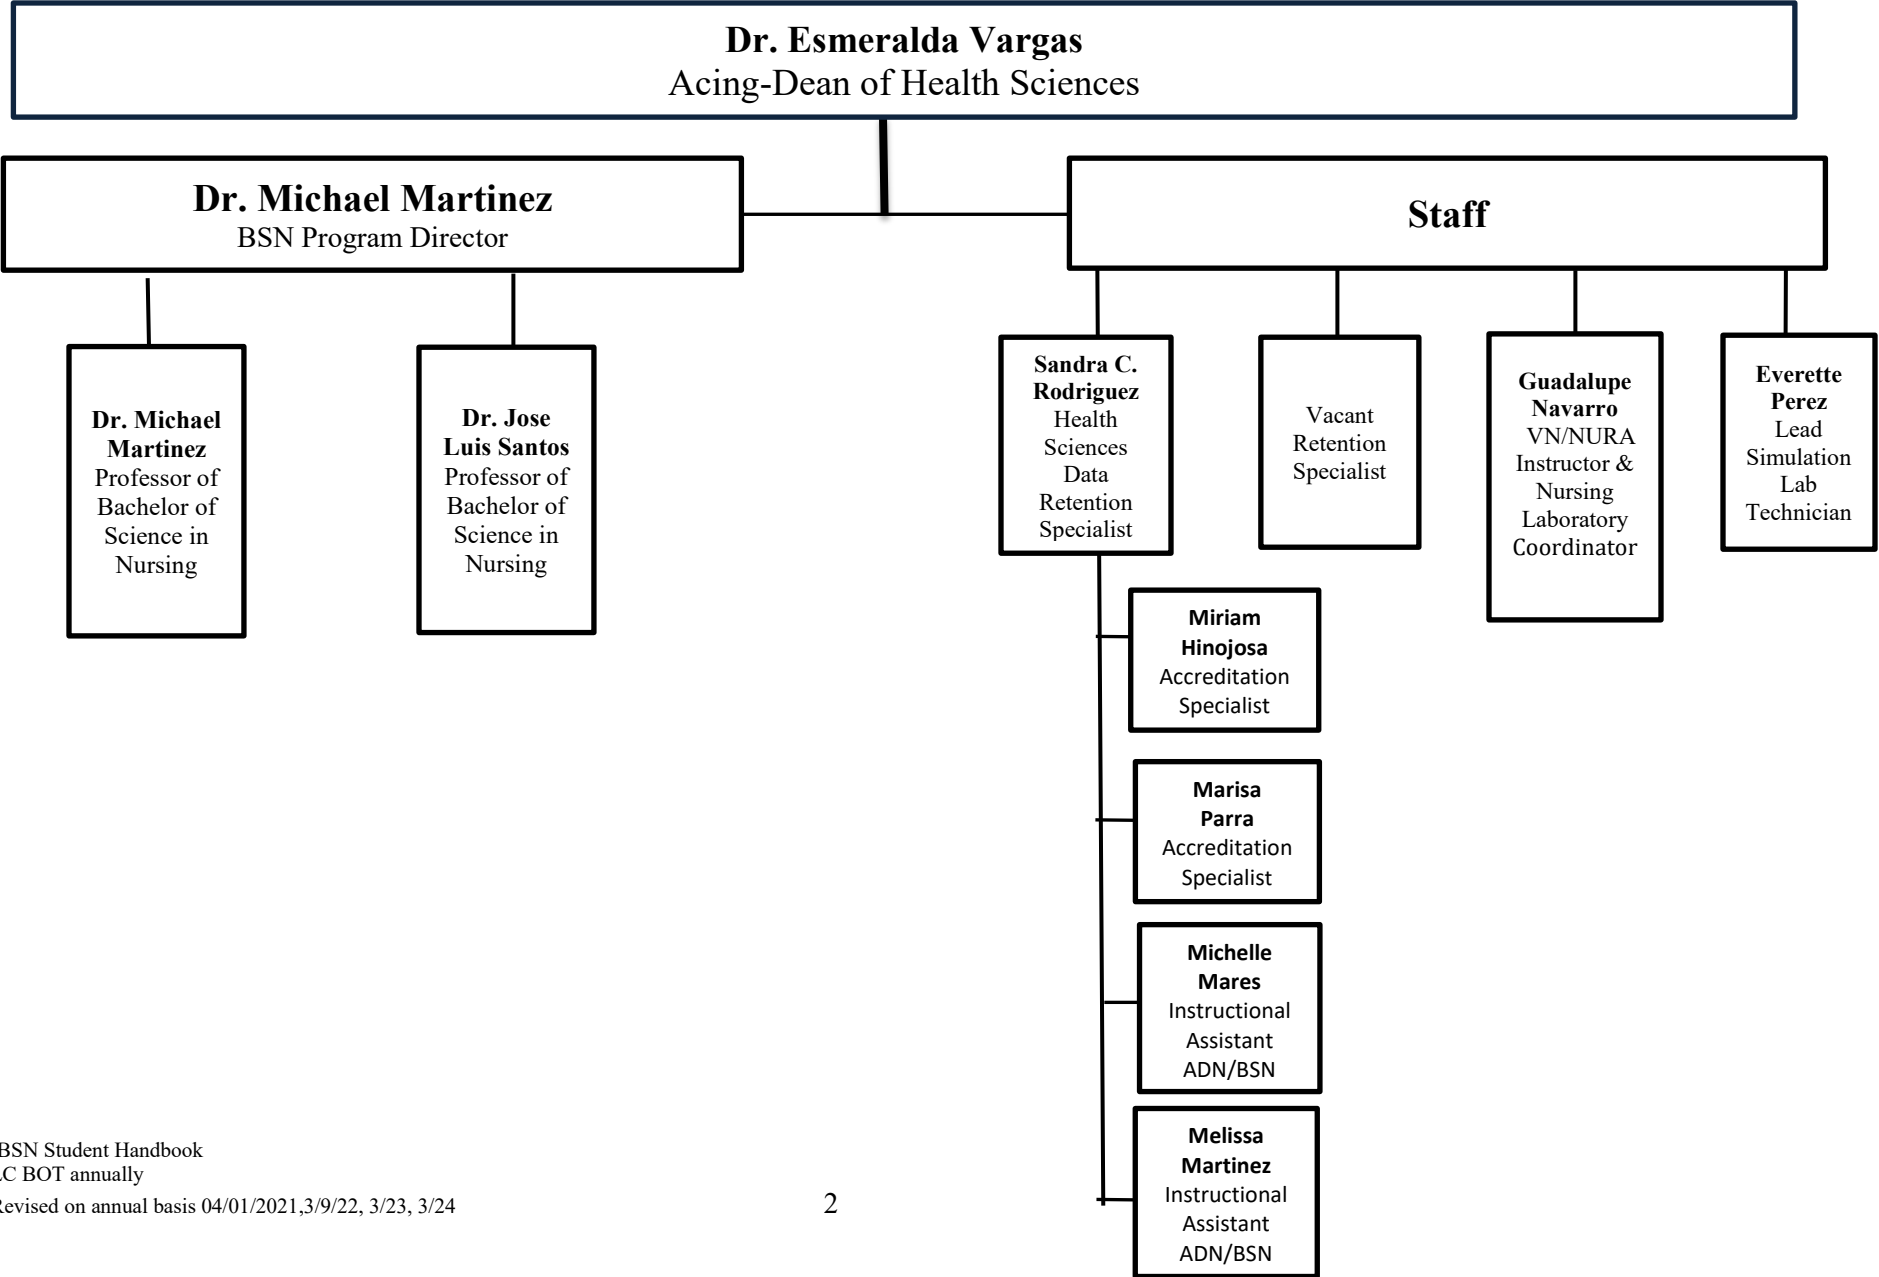 Dr. Esmeralda Vargas
Acing-Dean of Health Sciences
Dr. Michael Martinez
BSN Program Director
Staff
Dr. Michael
Martinez
Professor of
Bachelor of
Science in
Nursing
Dr. Jose
Luis Santos
Professor of
Bachelor of
Science in
Nursing
Sandra C.
Rodriguez
Health
Sciences
Data
Retention
Specialist
Vacant
Retention
Specialist
Guadalupe
Navarro
VN/NURA
Instructor &
Nursing
Laboratory
Coordinator
Everette
Perez
Lead
Simulation
Lab
Technician
Miriam
Hinojosa
Accreditation
Specialist
Marisa
Parra
Accreditation
Specialist
Michelle
Mares
Instructional
Assistant
ADN/BSN
Melissa
Martinez
Instructional
Assistant
ADN/BSN
BSN Student Handbook
C BOT annually
Revised on annual basis 04/01/2021,3/9/22, 3/23, 3/24
2